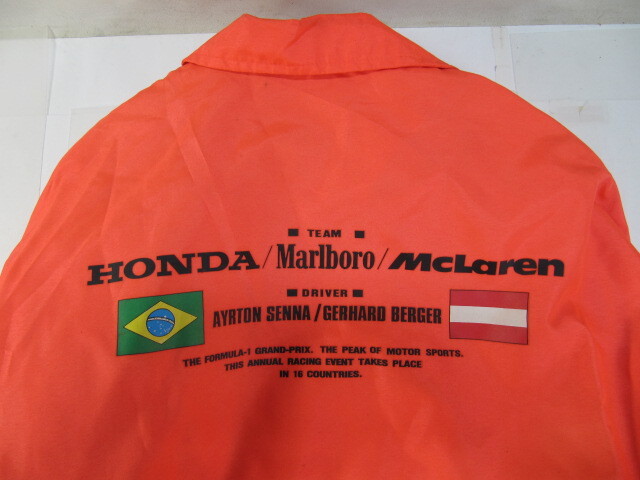 ■ TEAM ■
HONDA/Marlboro/McLaren
■ DRIVER ■
AYRTON SENNA/GERHARD BERGER
THE FORMULA-1 GRAND-PRIX. THE PEAK OF MOTOR SPORTS.
THIS ANNUAL RACING EVENT TAKES PLACE
IN 16 COUNTRIES.